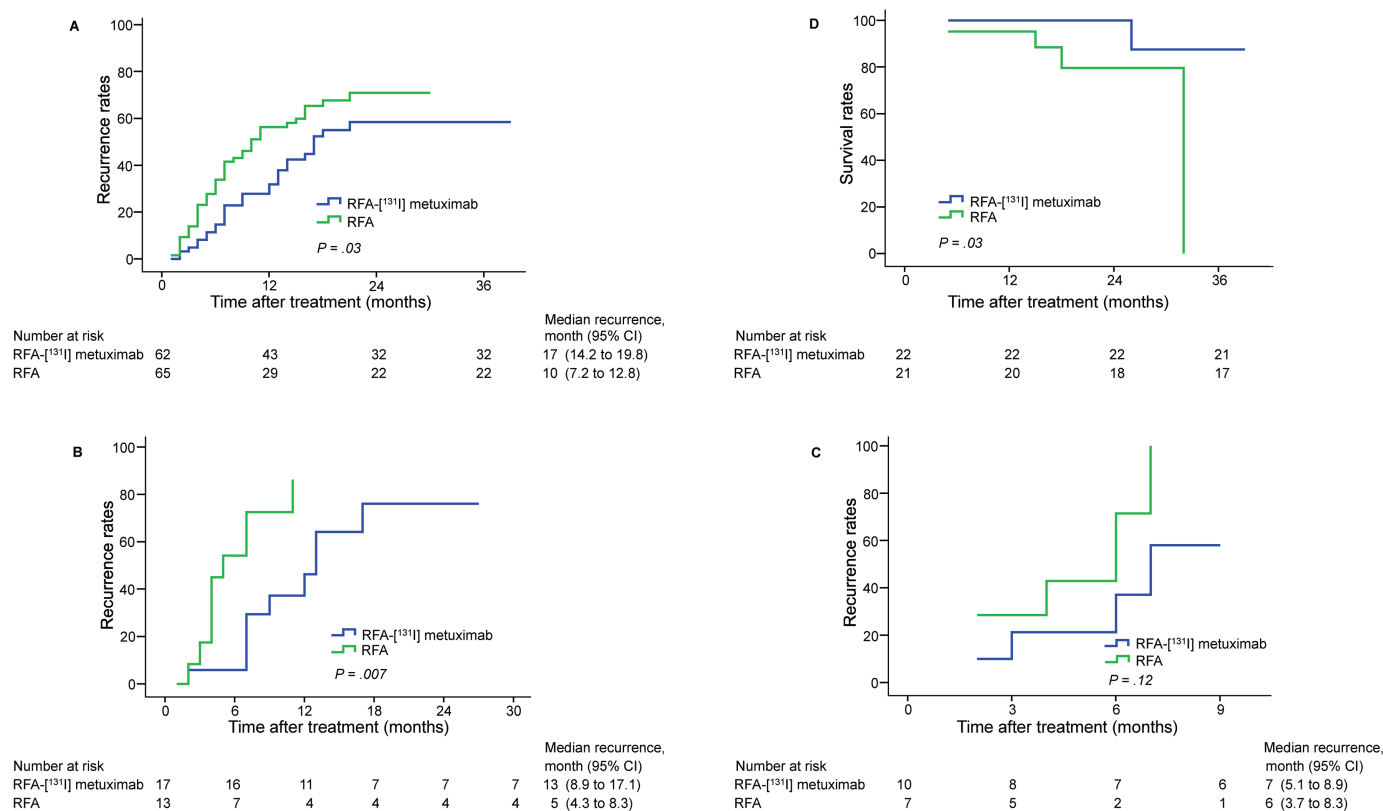 A
100
80
60
40
20
0
Recurrence rates
RFA-[¹³¹I] metuximab
RFA
P = .03
0 12 24 36
Time after treatment (months)
Median recurrence,
Number at risk month (95% CI)
RFA-[¹³¹I] metuximab 62 43 32 32 17 (14.2 to 19.8)
RFA 65 29 22 22 10 (7.2 to 12.8)
D
100
80
60
40
20
0
Survival rates
RFA-[¹³¹I] metuximab
RFA
P = .03
0 12 24 36
Time after treatment (months)
Number at risk
RFA-[¹³¹I] metuximab 22 22 22 21
RFA 21 20 18 17
B
100
80
60
40
20
0
Recurrence rates
RFA-[¹³¹I] metuximab
RFA
P = .007
0 6 12 18 24 30
Time after treatment (months)
Median recurrence,
Number at risk month (95% CI)
RFA-[¹³¹I] metuximab 17 16 11 7 7 7 13 (8.9 to 17.1)
RFA 13 7 4 4 4 4 5 (4.3 to 8.3)
C
100
80
60
40
20
0
Recurrence rates
RFA-[¹³¹I] metuximab
RFA
P = .12
0 3 6 9
Time after treatment (months)
Median recurrence,
Number at risk month (95% CI)
RFA-[¹³¹I] metuximab 10 8 7 6 7 (5.1 to 8.9)
RFA 7 5 2 1 6 (3.7 to 8.3)